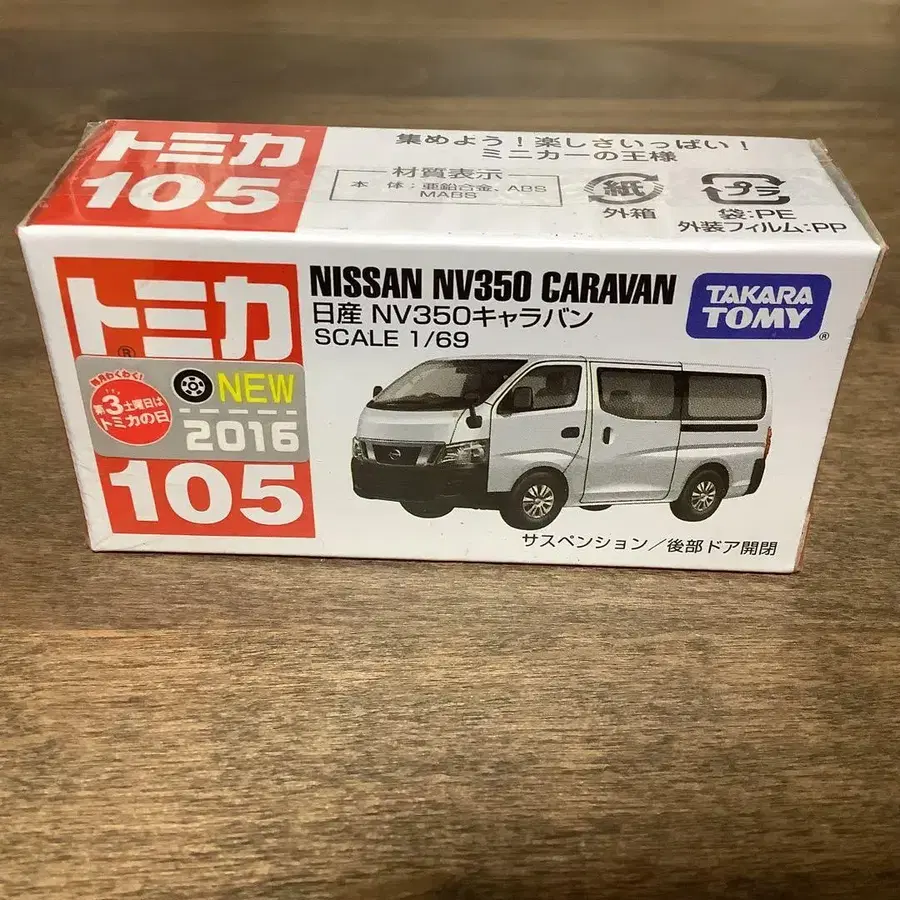 トミカ
105
集めよう!楽しさいっぱい!
ミニカーの王様
材質表示
本 体:亜鉛合金、ABS
MABS
紙
外箱
プラ
袋:PE
外装フィルム:PP
トミカ
®
毎月わくわく!
第3土曜日は
トミカの日
NEW
2016
105
NISSAN NV350 CARAVAN
日産 NV350キャラバン
SCALE 1/69
TAKARA
TOMY
®
サスペンション/後部ドア開閉